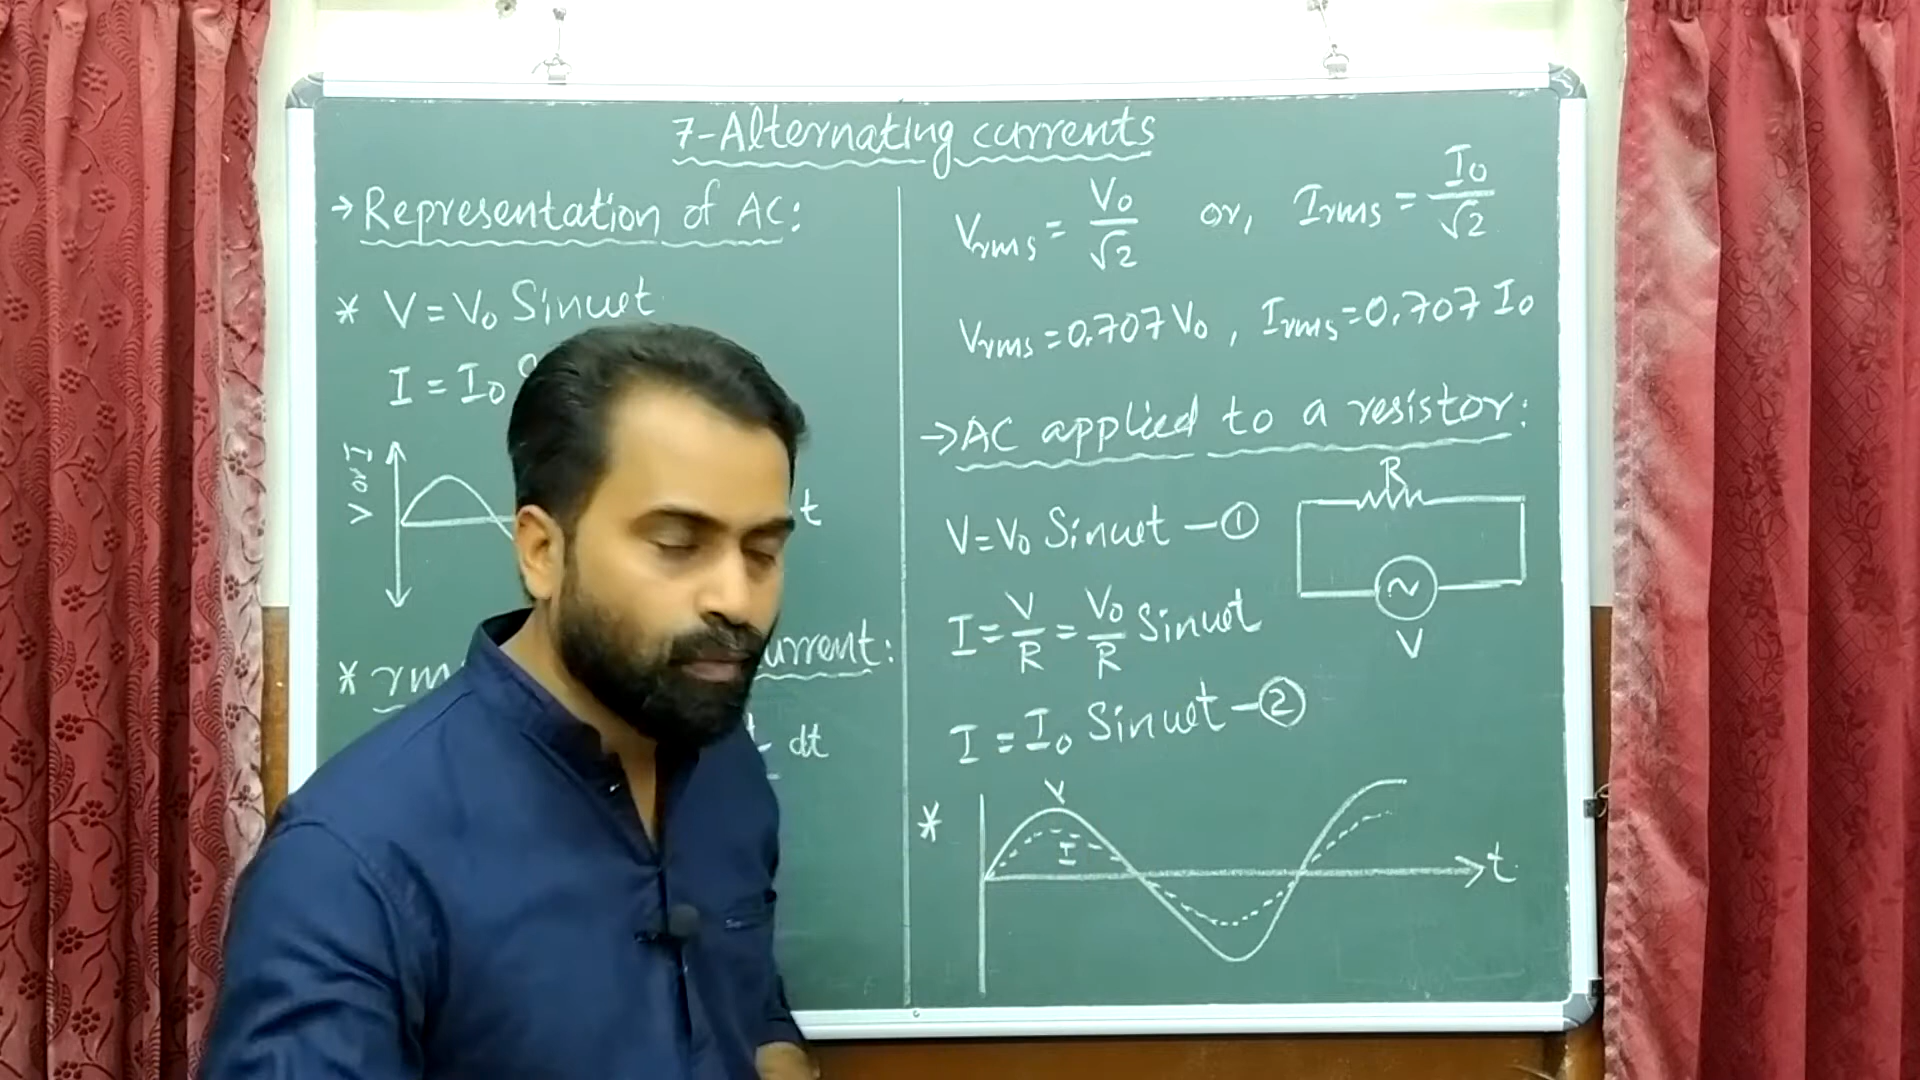 7-Alternating currents
→ Representation of AC:
* V = V₀ Sinωt
I = I₀
V or I
t
* rm urrent:
dt
Vrms = V₀/√2 or, Irms = I₀/√2
Vrms = 0.707 V₀ , Irms = 0.707 I₀
→ AC applied to a resistor:
R
V = V₀ Sinωt — ①
I = V/R = V₀/R Sinωt
V
I = I₀ Sinωt — ②
* V
I
t